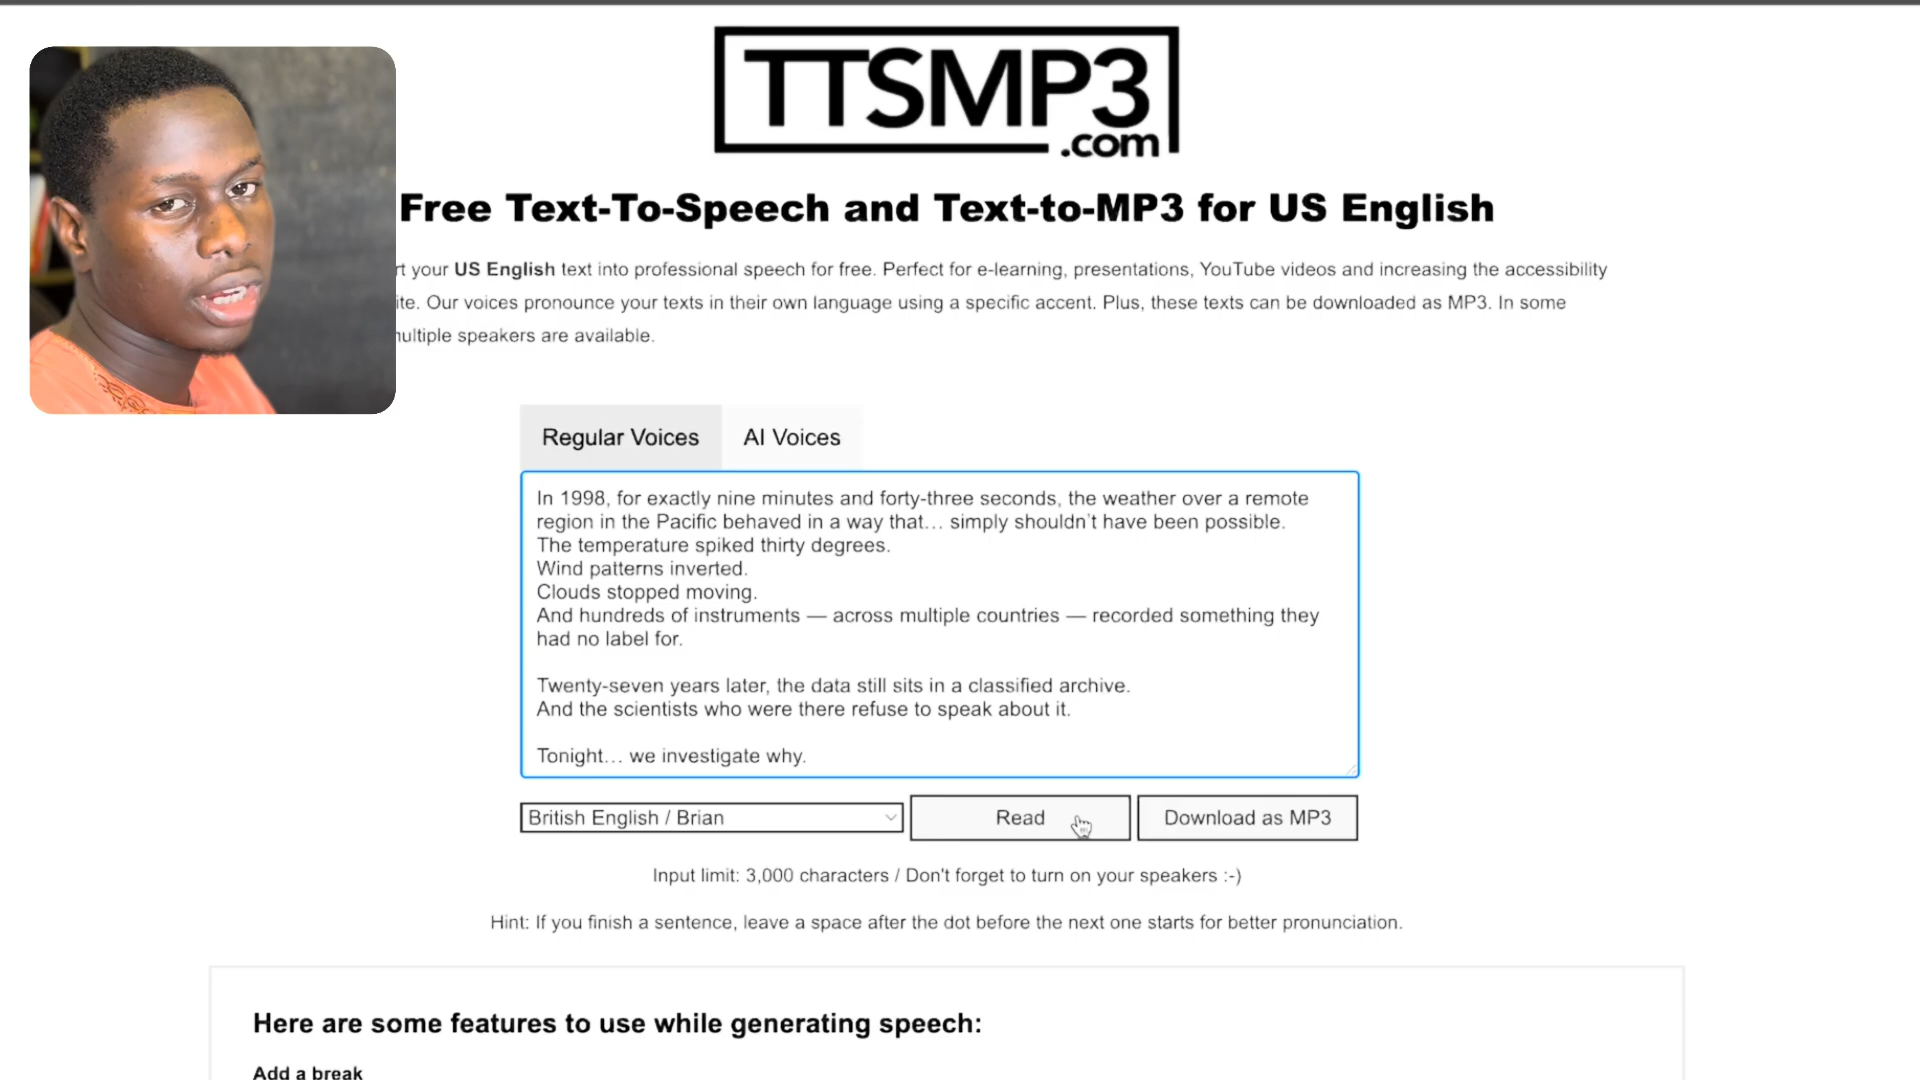 TTSMP3
.com
Free Text-To-Speech and Text-to-MP3 for US English
your US English text into professional speech for free. Perfect for e-learning, presentations, YouTube videos and increasing the accessibility
Our voices pronounce your texts in their own language using a specific accent. Plus, these texts can be downloaded as MP3. In some
speakers are available.
Regular Voices
AI Voices
In 1998, for exactly nine minutes and forty-three seconds, the weather over a remote
region in the Pacific behaved in a way that… simply shouldn’t have been possible.
The temperature spiked thirty degrees.
Wind patterns inverted.
Clouds stopped moving.
And hundreds of instruments — across multiple countries — recorded something they
had no label for.
Twenty-seven years later, the data still sits in a classified archive.
And the scientists who were there refuse to speak about it.
Tonight… we investigate why.
British English / Brian
Read
Download as MP3
Input limit: 3,000 characters / Don't forget to turn on your speakers :-)
Hint: If you finish a sentence, leave a space after the dot before the next one starts for better pronunciation.
Here are some features to use while generating speech:
Add a break